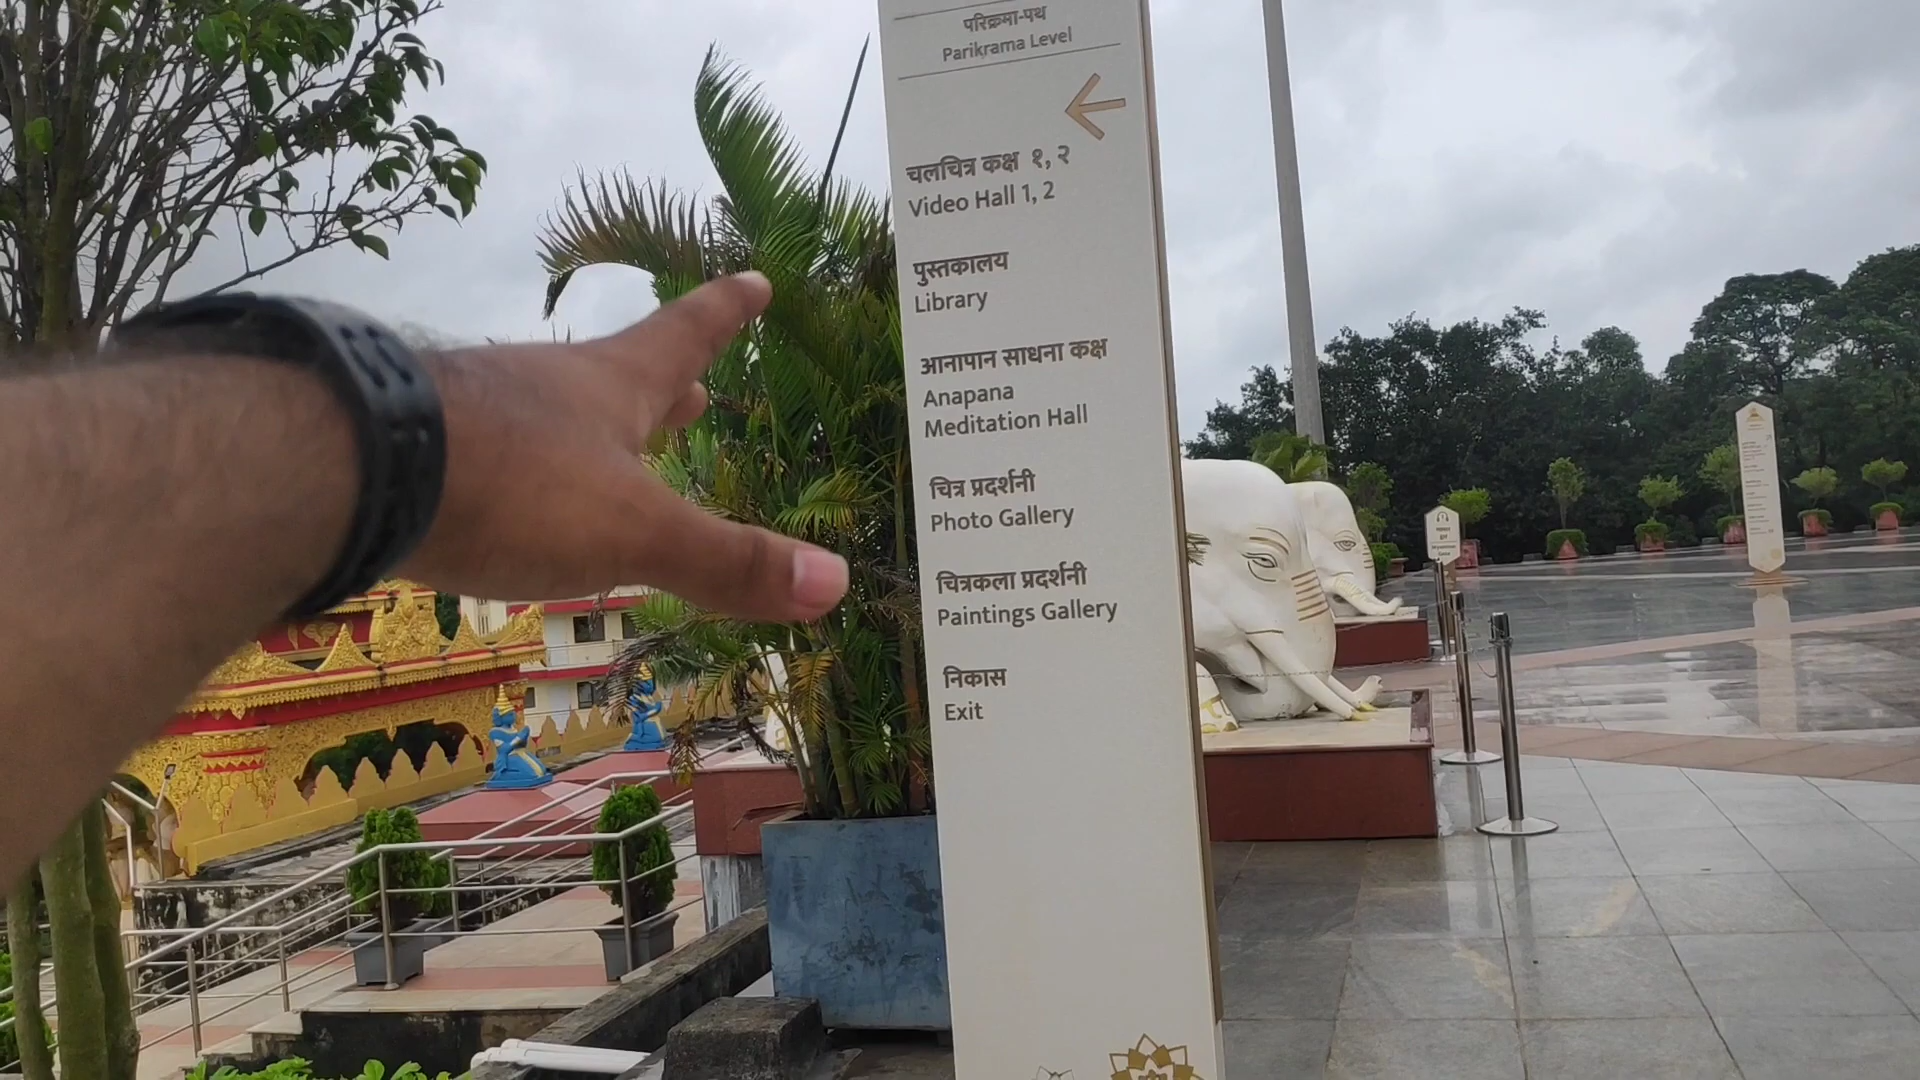 परिक्रमा-पथ
Parikrama Level
चलचित्र कक्ष १, २
Video Hall 1, 2
पुस्तकालय
Library
आनापान साधना कक्ष
Anapana
Meditation Hall
चित्र प्रदर्शनी
Photo Gallery
चित्रकला प्रदर्शनी
Paintings Gallery
निकास
Exit